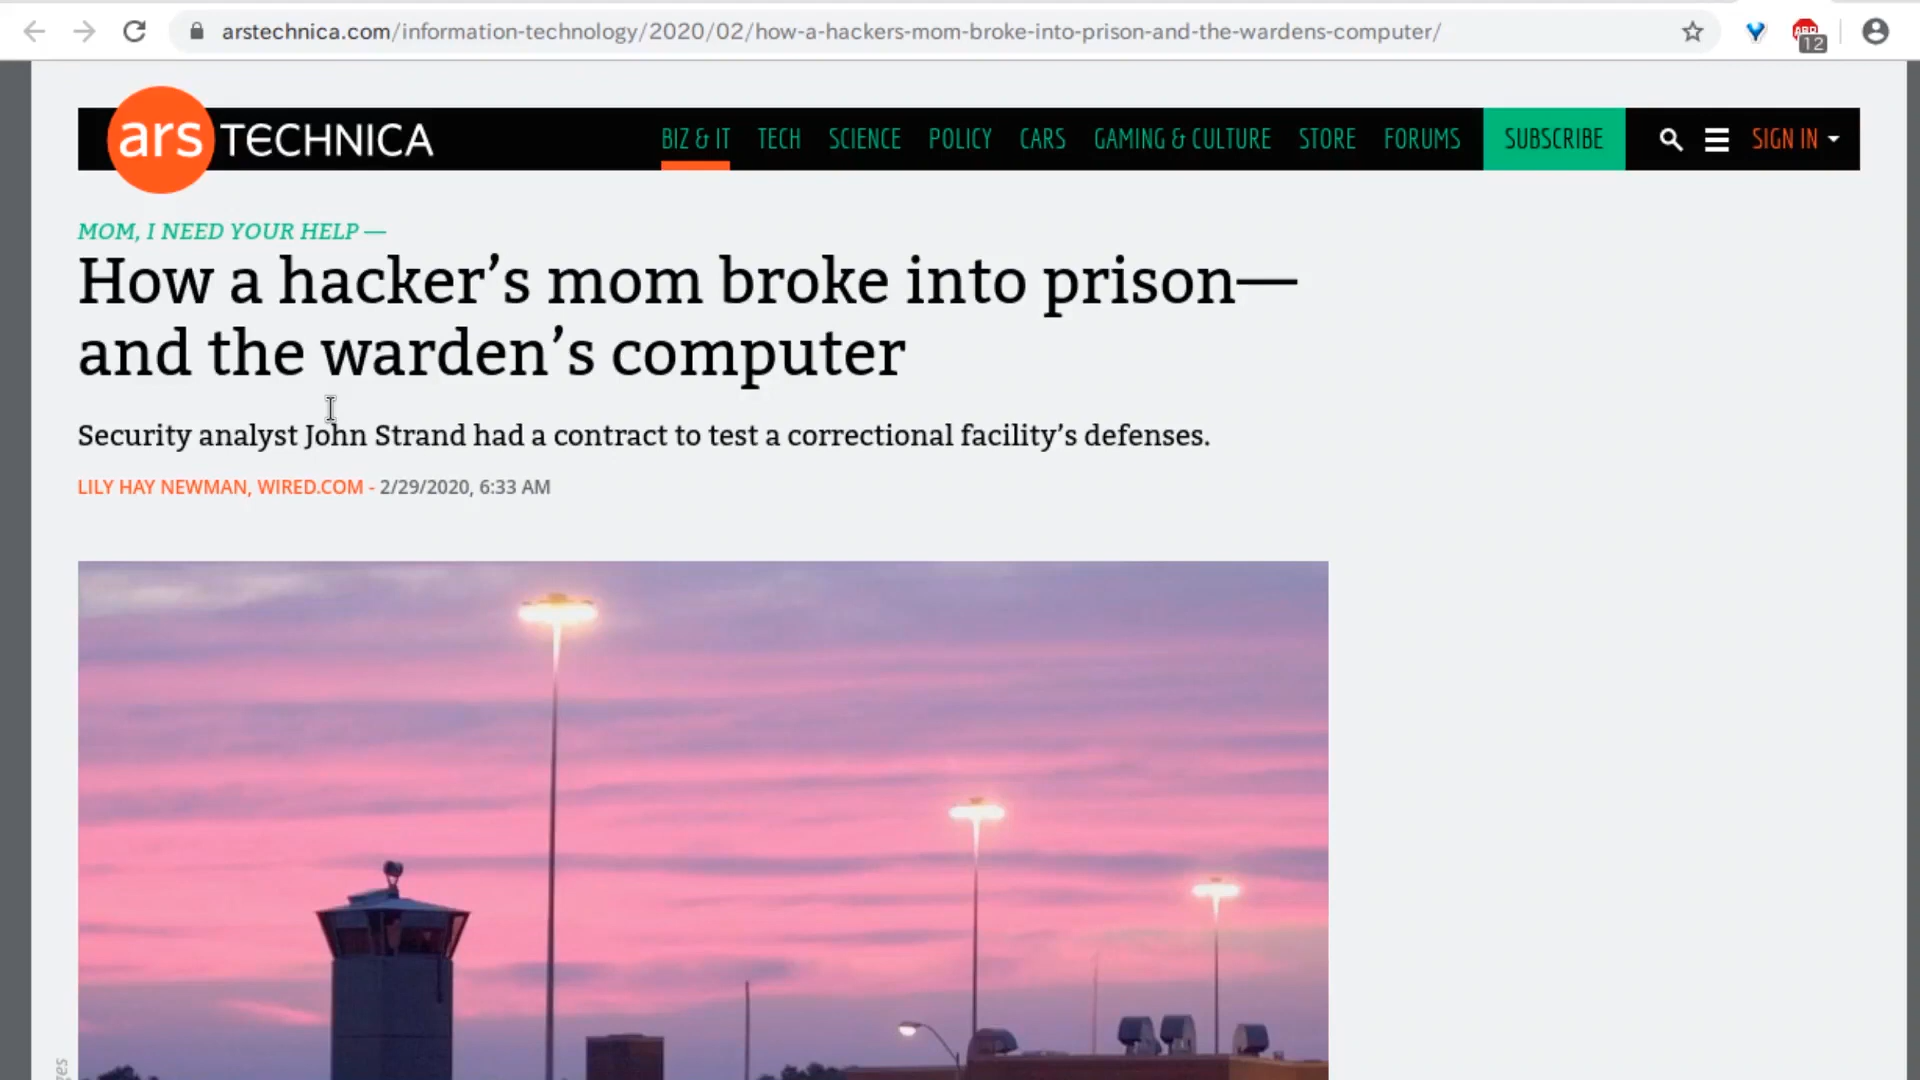 arstechnica.com/information-technology/2020/02/how-a-hackers-mom-broke-into-prison-and-the-wardens-computer/
12
ars TECHNICA
BIZ & IT TECH SCIENCE POLICY CARS GAMING & CULTURE STORE FORUMS SUBSCRIBE SIGN IN
MOM, I NEED YOUR HELP —
How a hacker’s mom broke into prison—
and the warden’s computer
Security analyst John Strand had a contract to test a correctional facility’s defenses.
LILY HAY NEWMAN, WIRED.COM - 2/29/2020, 6:33 AM